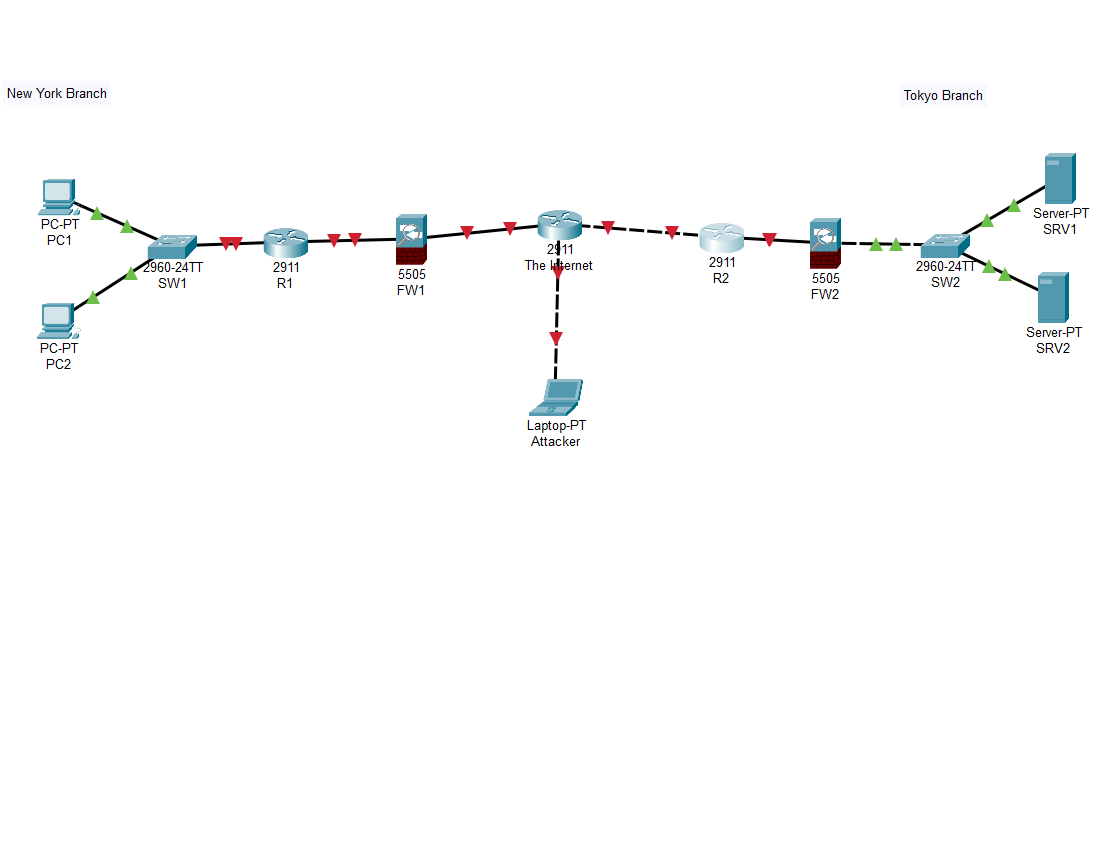 New York Branch
Tokyo Branch
PC-PT
PC1
2960-24TT
SW1
PC-PT
PC2
2911
R1
5505
FW1
2911
The Internet
Laptop-PT
Attacker
2911
R2
5505
FW2
2960-24TT
SW2
Server-PT
SRV1
Server-PT
SRV2